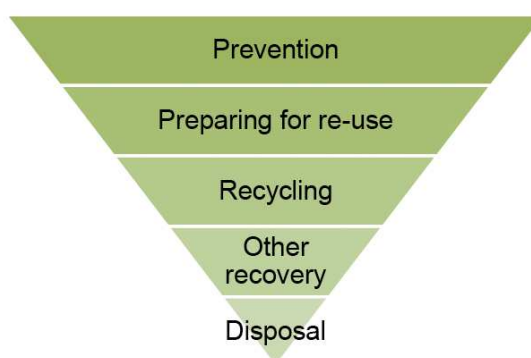 Prevention
Preparing for re-use
Recycling
Other
recovery
Disposal